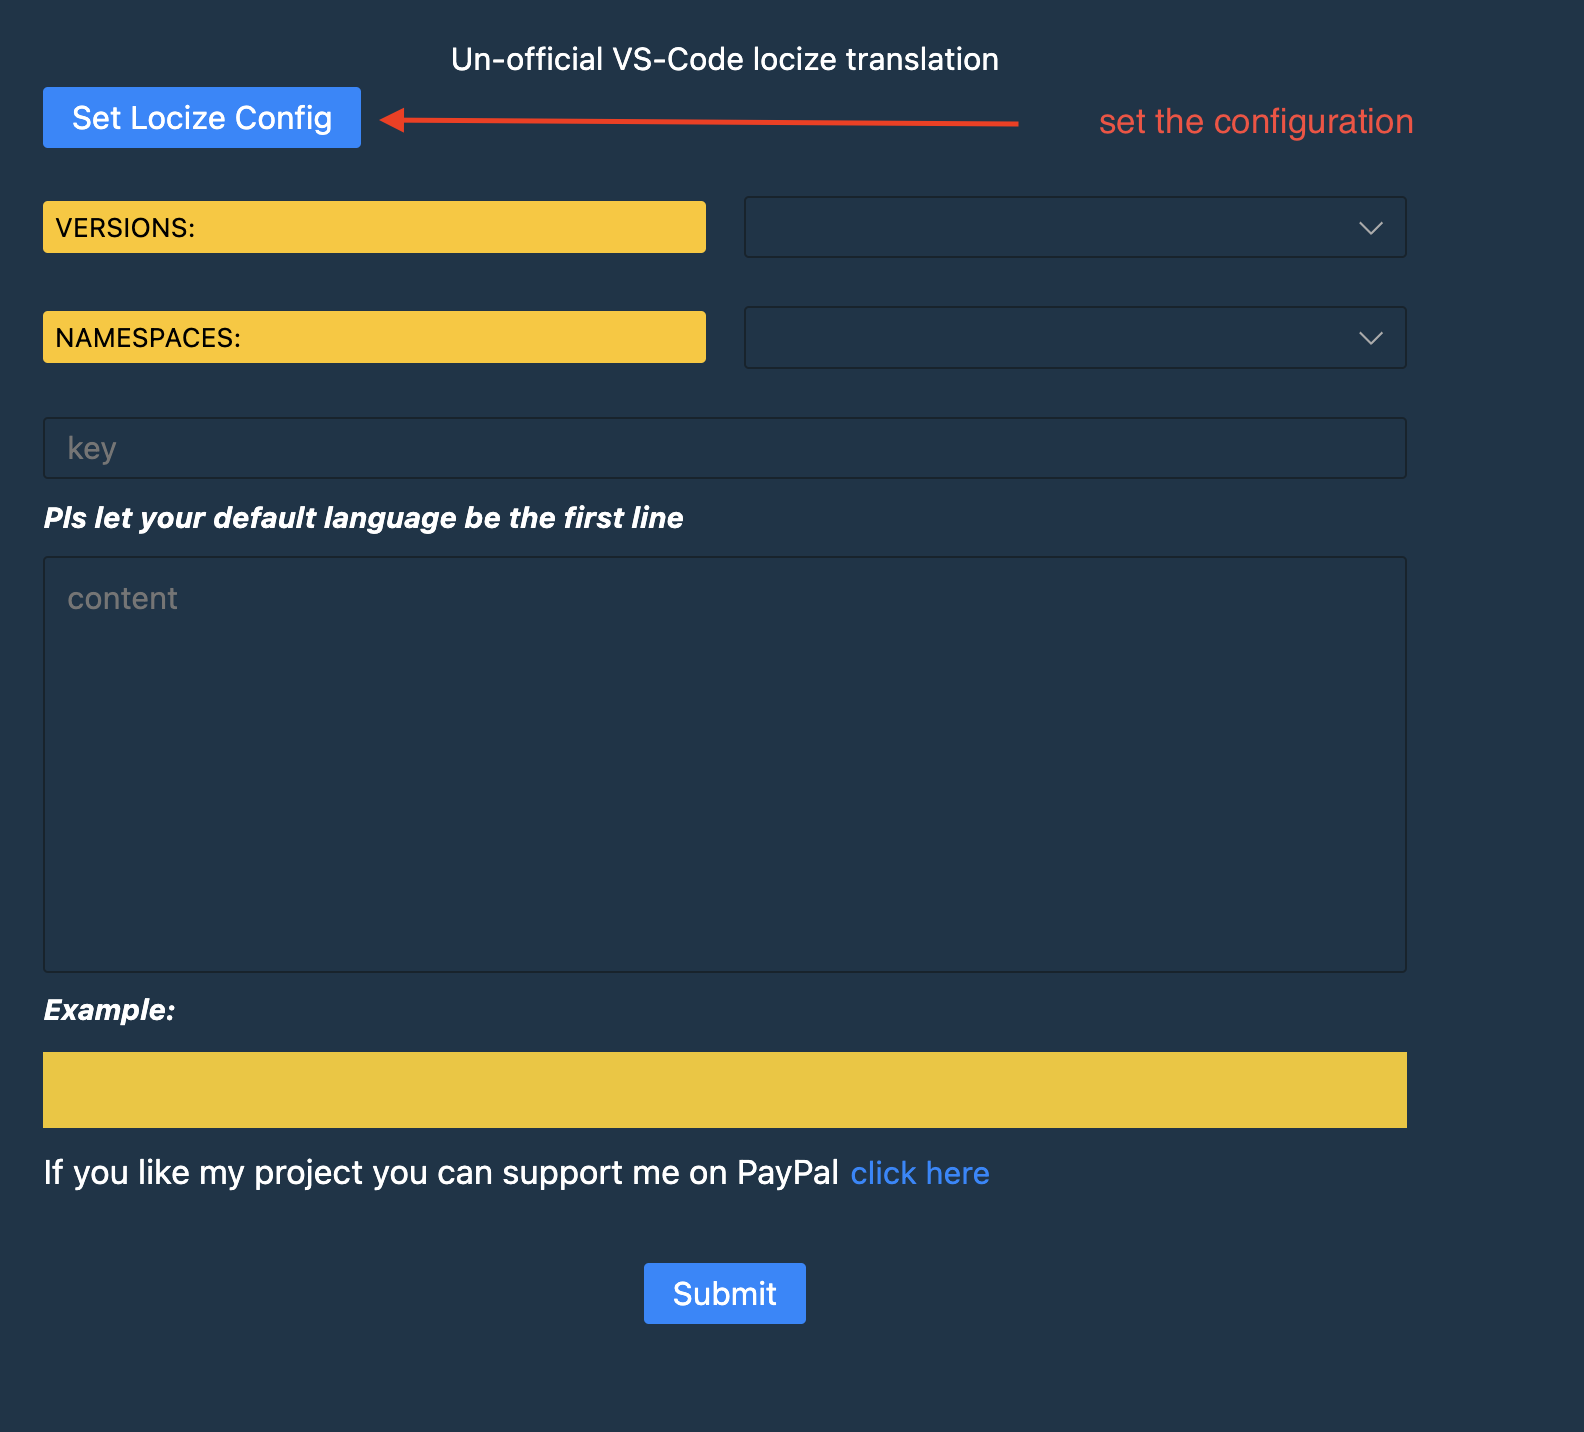 Un-official VS-Code locize translation
Set Locize Config
set the configuration
VERSIONS:
NAMESPACES:
key
Pls let your default language be the first line
content
Example:
If you like my project you can support me on PayPal click here
Submit